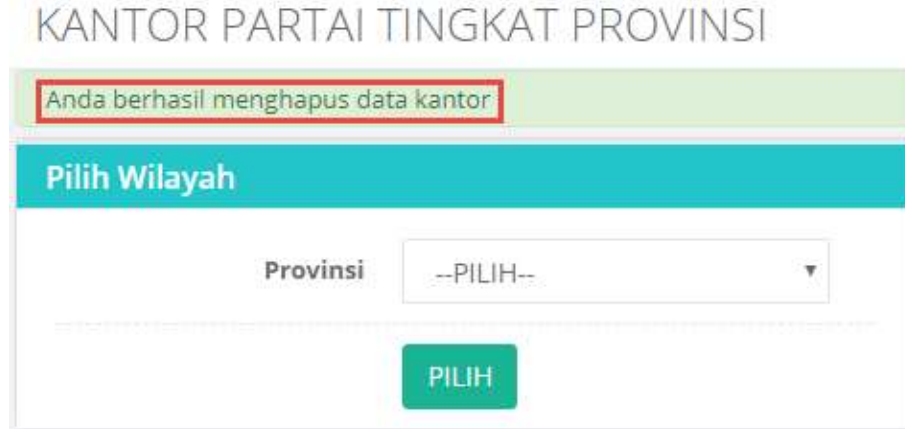 KANTOR PARTAI TINGKAT PROVINSI
Anda berhasil menghapus data kantor
Pilih Wilayah
Provinsi --PILIH--
PILIH